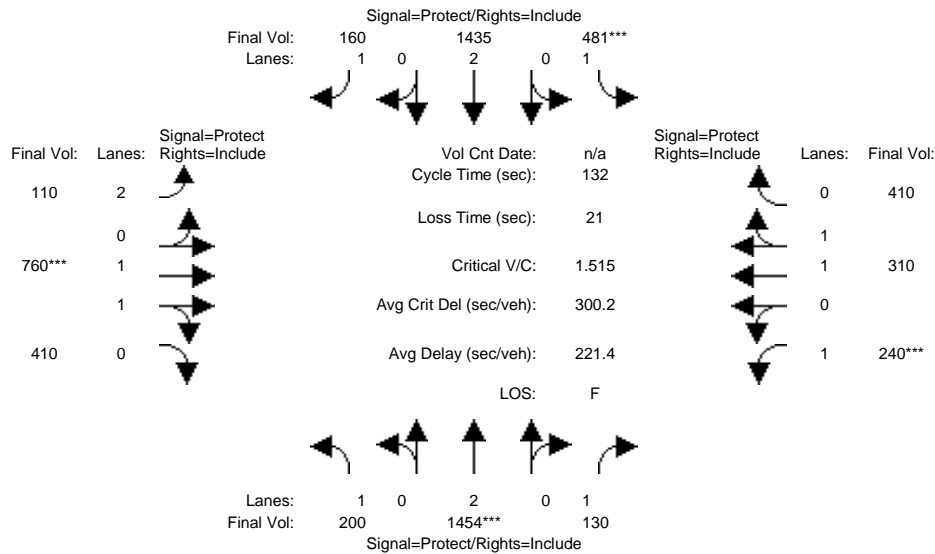 Signal=Protect/Rights=Include
Final Vol: 160 1435 481***
Lanes: 1 0 2 0 1
Signal=Protect Signal=Protect
Final Vol: Lanes: Rights=Include Vol Cnt Date: n/a Rights=Include Lanes: Final Vol:
Cycle Time (sec): 132
110 2 0 410
Loss Time (sec): 21
0 1
760*** 1 Critical V/C: 1.515 1 310
1 Avg Crit Del (sec/veh): 300.2 0
410 0 Avg Delay (sec/veh): 221.4 1 240***
LOS: F
Lanes: 1 0 2 0 1
Final Vol: 200 1454*** 130
Signal=Protect/Rights=Include